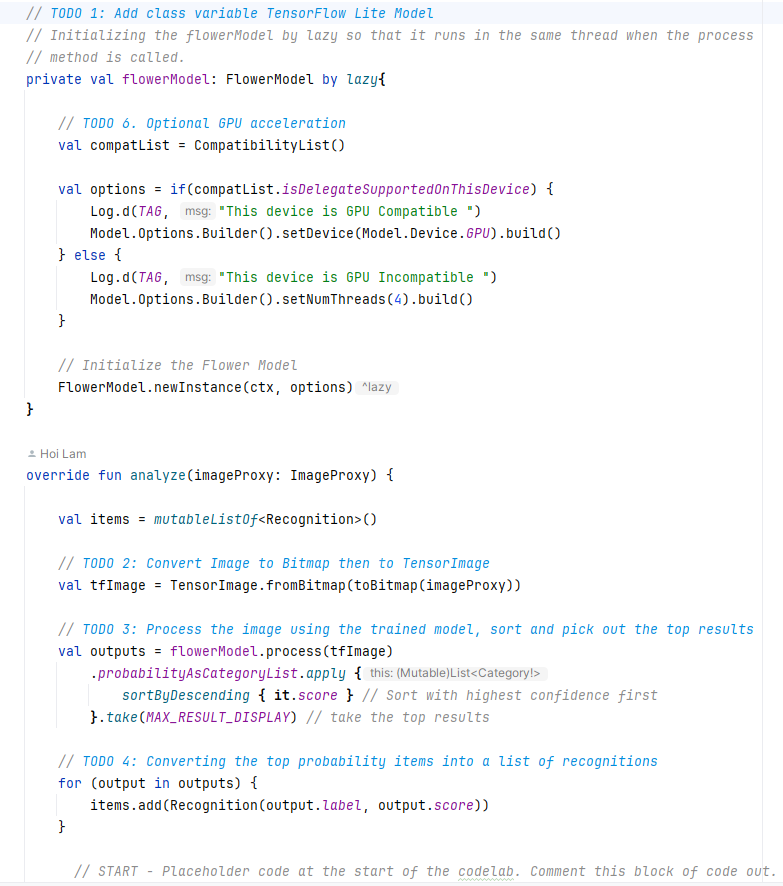 // TODO 1: Add class variable TensorFlow Lite Model
// Initializing the flowerModel by lazy so that it runs in the same thread when the process
// method is called.
private val flowerModel: FlowerModel by lazy{
// TODO 6. Optional GPU acceleration
val compatList = CompatibilityList()
val options = if(compatList.isDelegateSupportedOnThisDevice) {
Log.d(TAG, msg: "This device is GPU Compatible ")
Model.Options.Builder().setDevice(Model.Device.GPU).build()
} else {
Log.d(TAG, msg: "This device is GPU Incompatible ")
Model.Options.Builder().setNumThreads(4).build()
}
// Initialize the Flower Model
FlowerModel.newInstance(ctx, options) ^lazy
}
Hoi Lam
override fun analyze(imageProxy: ImageProxy) {
val items = mutableListOf<Recognition>()
// TODO 2: Convert Image to Bitmap then to TensorImage
val tfImage = TensorImage.fromBitmap(toBitmap(imageProxy))
// TODO 3: Process the image using the trained model, sort and pick out the top results
val outputs = flowerModel.process(tfImage)
.probabilityAsCategoryList.apply { this: (Mutable)List<Category!>
sortByDescending { it.score } // Sort with highest confidence first
}.take(MAX_RESULT_DISPLAY) // take the top results
// TODO 4: Converting the top probability items into a list of recognitions
for (output in outputs) {
items.add(Recognition(output.label, output.score))
}
// START - Placeholder code at the start of the codelab. Comment this block of code out.